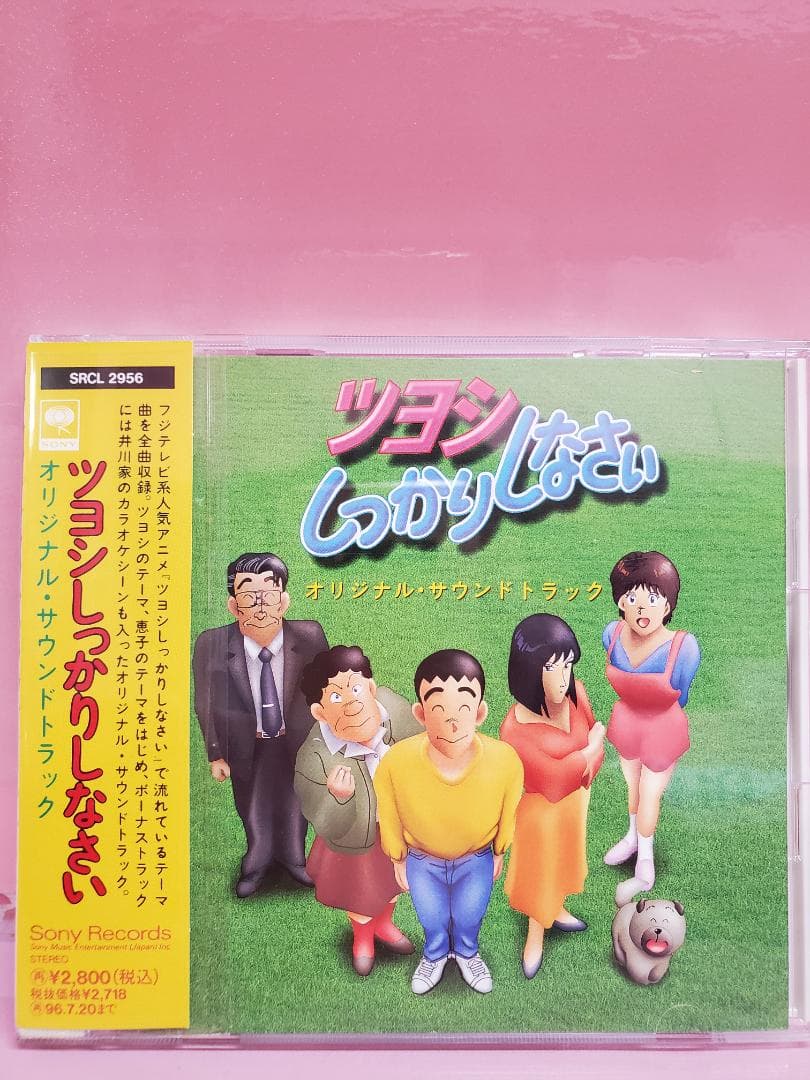 SRCL 2956
SONY
ツヨシしっかりしなさい
オリジナル・サウンドトラック
フジテレビ系人気アニメ『ツヨシしっかりしなさい』で流れているテーマ
曲を全曲収録。ツヨシのテーマ、恵子のテーマをはじめ、ボーナストラック
には井川家のカラオケシーンも入ったオリジナル・サウンドトラック。
Sony Records
Sony Music Entertainment (Japan) Inc.
STEREO
再¥2,800(税込)
税抜価格¥2,718
再96.7.20まで
ツヨシ
しっかりしなさい
オリジナル・サウンドトラック